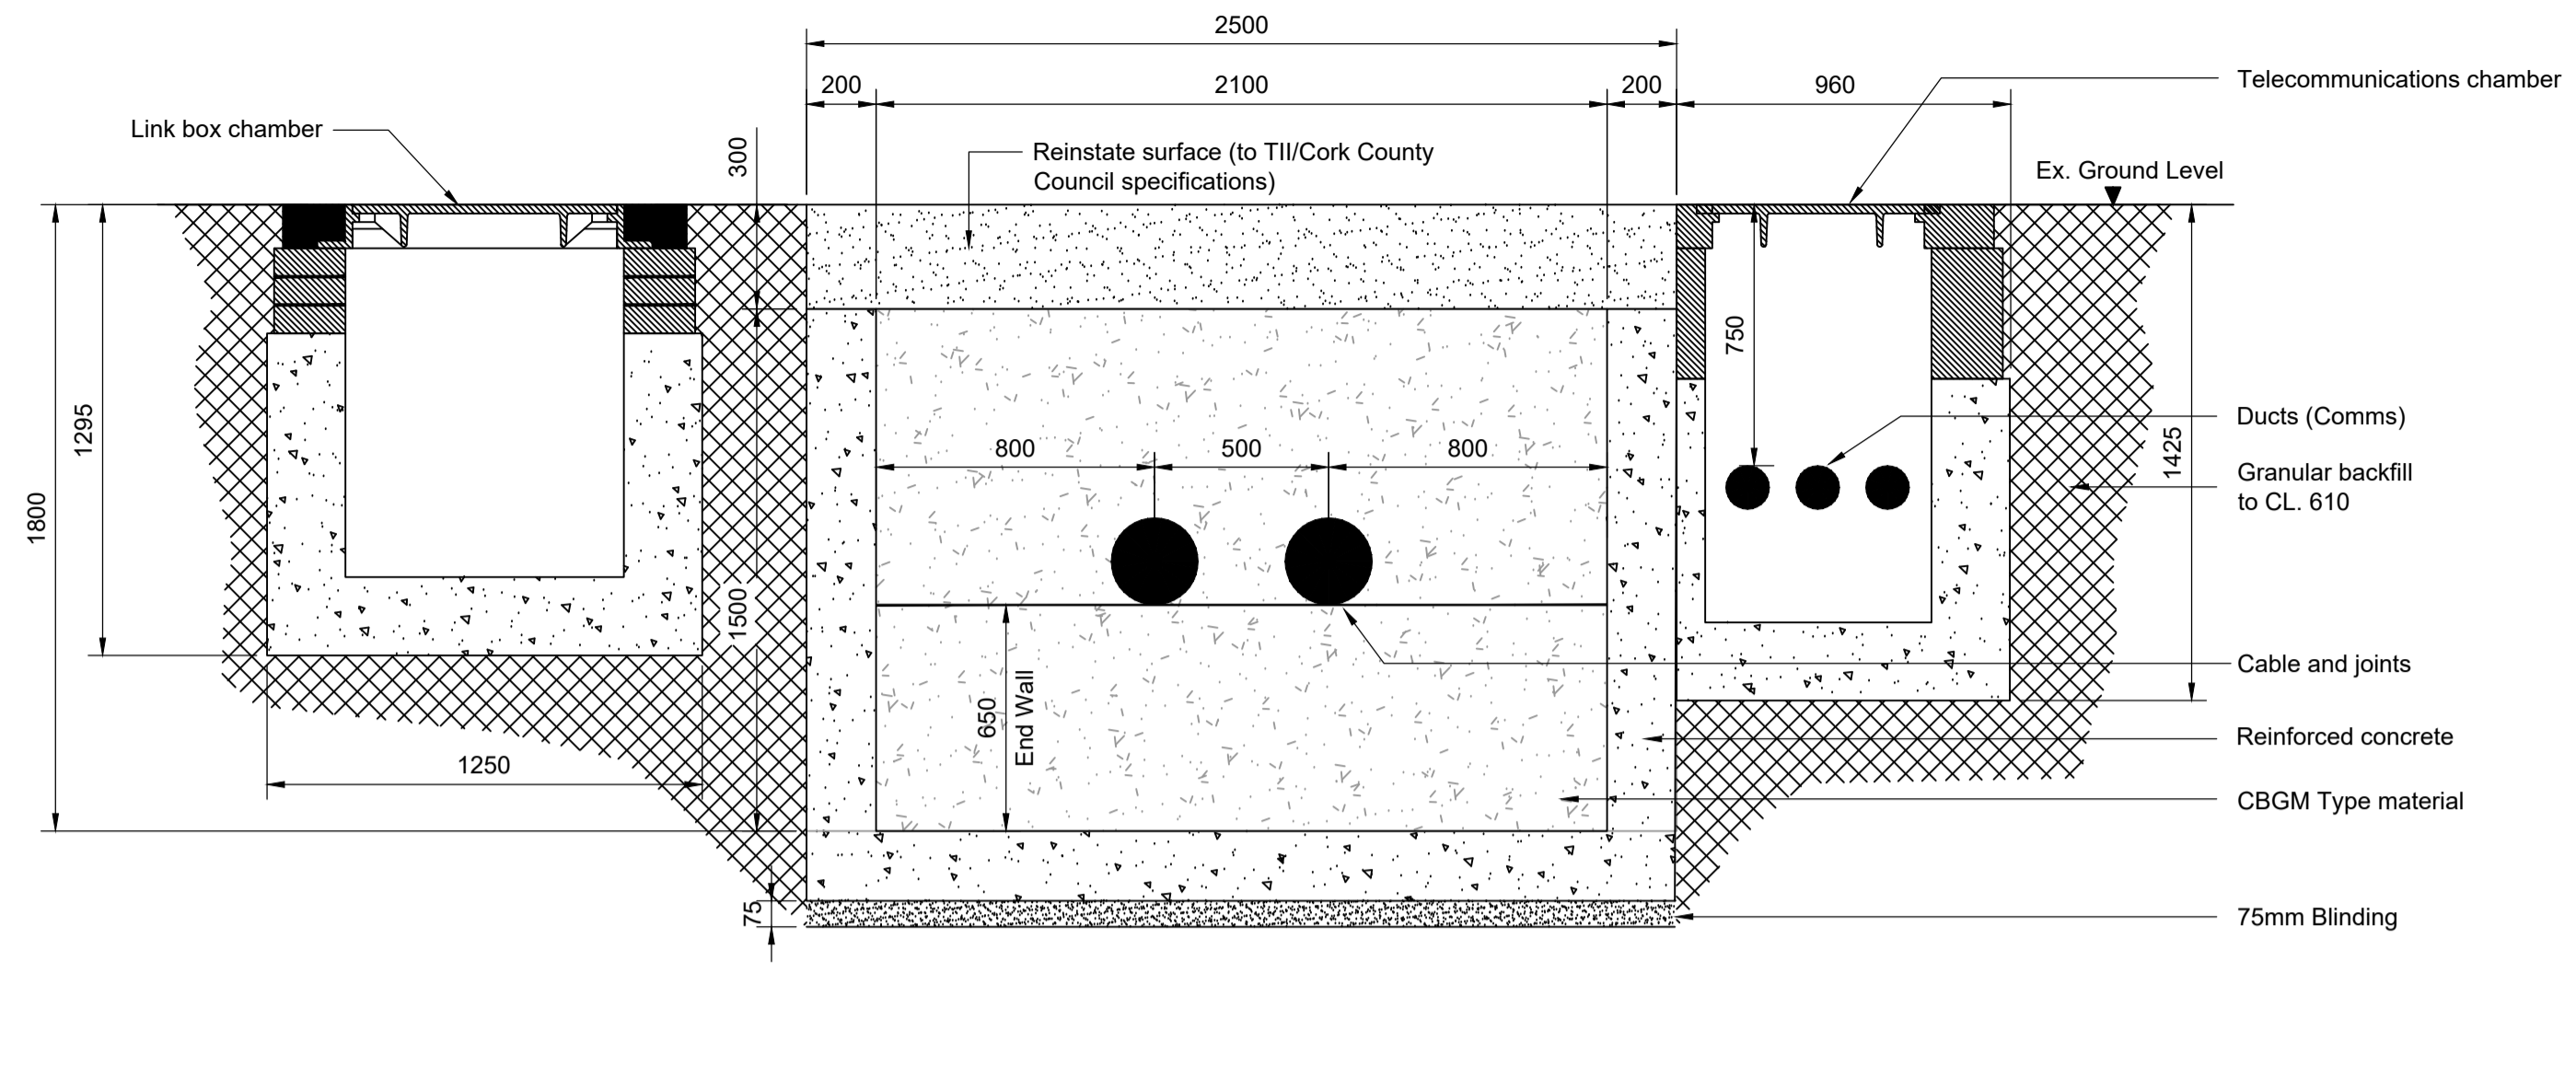 2500
200
2100
200
960
Telecommunications chamber
Link box chamber
300
Reinstate surface (to TII/Cork County
Council specifications)
Ex. Ground Level
750
1295
800
500
800
Ducts (Comms)
1425
Granular backfill
to CL. 610
1800
1500
650
End Wall
Cable and joints
Reinforced concrete
1250
CBGM Type material
75
75mm Blinding